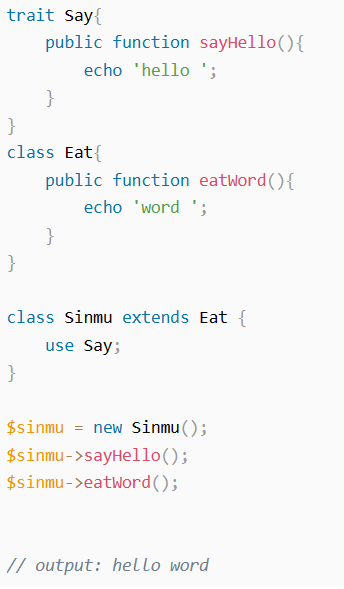 trait Say{
    public function sayHello(){
        echo 'hello ';
    }
}
class Eat{
    public function eatWord(){
        echo 'word ';
    }
}
class Sinmu extends Eat {
    use Say;
}
$sinmu = new Sinmu();
$sinmu->sayHello();
$sinmu->eatWord();
// output: hello word